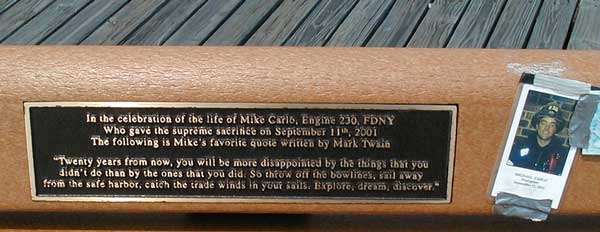 In the celebration of the life of Mike Carlo, Engine 230, FDNY
Who gave the supreme sacrifice on September 11th, 2001
The following is Mike's favorite quote written by Mark Twain
"Twenty years from now, you will be more disappointed by the things that you
didn't do than by the ones that you did. So throw off the bowlines, sail away
from the safe harbor, catch the trade winds in your sails. Explore, dream, discover."
MICHAEL CARLO